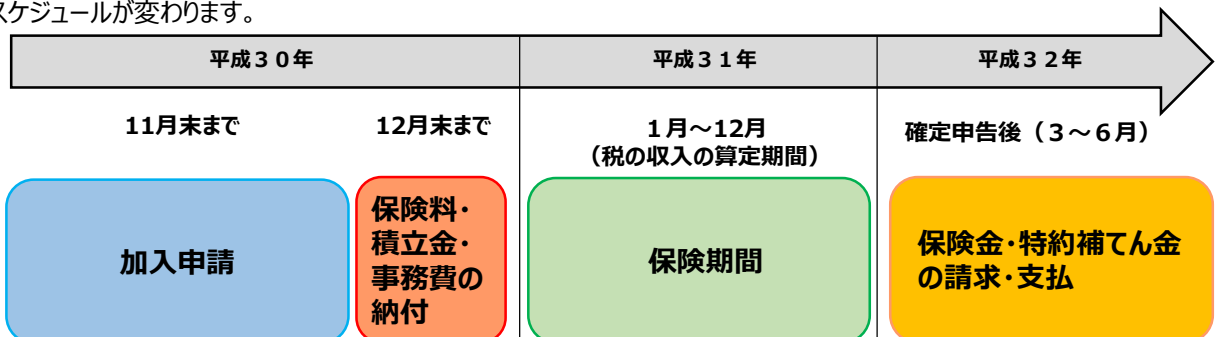 スケジュールが変わります。
平成３０年
平成３１年
平成３２年
11月末まで
12月末まで
１月～12月
（税の収入の算定期間）
確定申告後（３～６月）
加入申請
保険料・
積立金・
事務費の
納付
保険期間
保険金・特約補てん金
の請求・支払